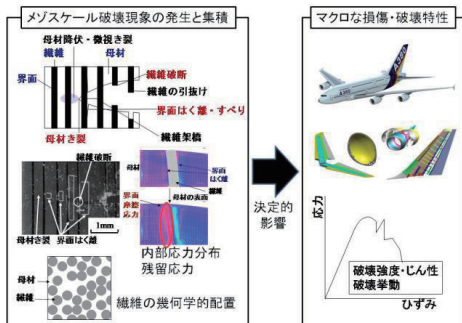 メゾスケール破壊現象の発生と集積
母材降伏・微視き裂
繊維
母材
界面
繊維破断
繊維の引抜け
界面はく離・すべり
母材き裂
繊維架橋
繊維破断
母材き裂
界面はく離
1mm
母材
界面
はく離
繊維
母材の表面
界面
摩擦
応力
内部応力分布
残留応力
母材
繊維
繊維の幾何学的配置
決定的
影響
マクロな損傷・破壊特性
A380
応力
破壊強度・じん性
破壊挙動
ひずみ